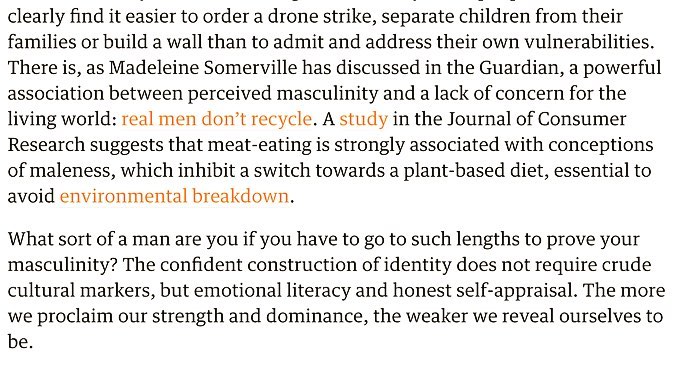 clearly find it easier to order a drone strike, separate children from their
families or build a wall than to admit and address their own vulnerabilities.
There is, as Madeleine Somerville has discussed in the Guardian, a powerful
association between perceived masculinity and a lack of concern for the
living world: real men don’t recycle. A study in the Journal of Consumer
Research suggests that meat-eating is strongly associated with conceptions
of maleness, which inhibit a switch towards a plant-based diet, essential to
avoid environmental breakdown.
What sort of a man are you if you have to go to such lengths to prove your
masculinity? The confident construction of identity does not require crude
cultural markers, but emotional literacy and honest self-appraisal. The more
we proclaim our strength and dominance, the weaker we reveal ourselves to
be.